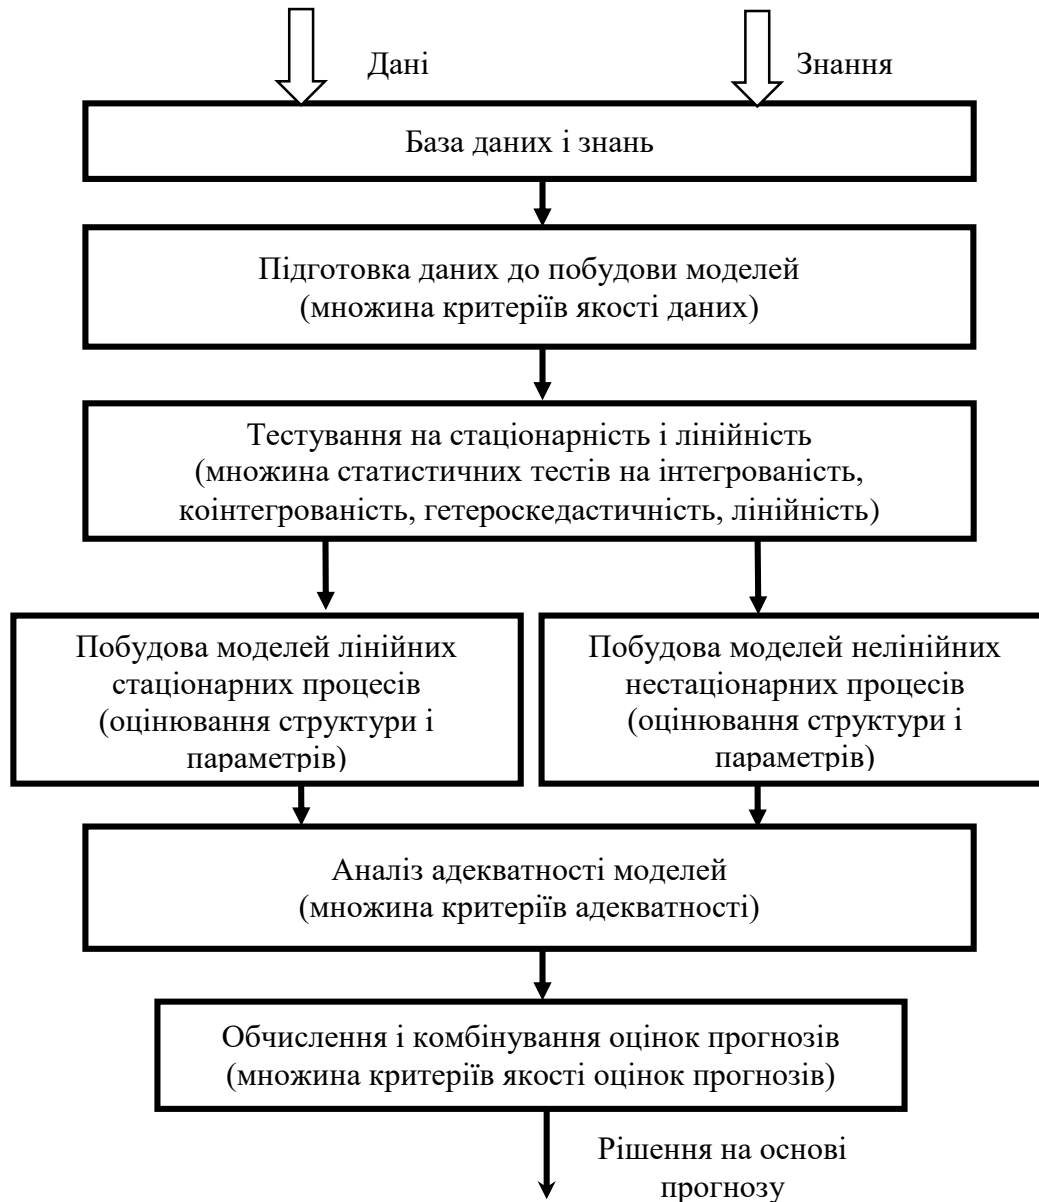 Дані
Знання
База даних і знань
Підготовка даних до побудови моделей
(множина критеріїв якості даних)
Тестування на стаціонарність і лінійність
(множина статистичних тестів на інтегрованість,
коінтегрованість, гетероскедастичність, лінійність)
Побудова моделей лінійних
стаціонарних процесів
(оцінювання структури і
параметрів)
Побудова моделей нелінійних
нестаціонарних процесів
(оцінювання структури і
параметрів)
Аналіз адекватності моделей
(множина критеріїв адекватності)
Обчислення і комбінування оцінок прогнозів
(множина критеріїв якості оцінок прогнозів)
Рішення на основі
прогнозу